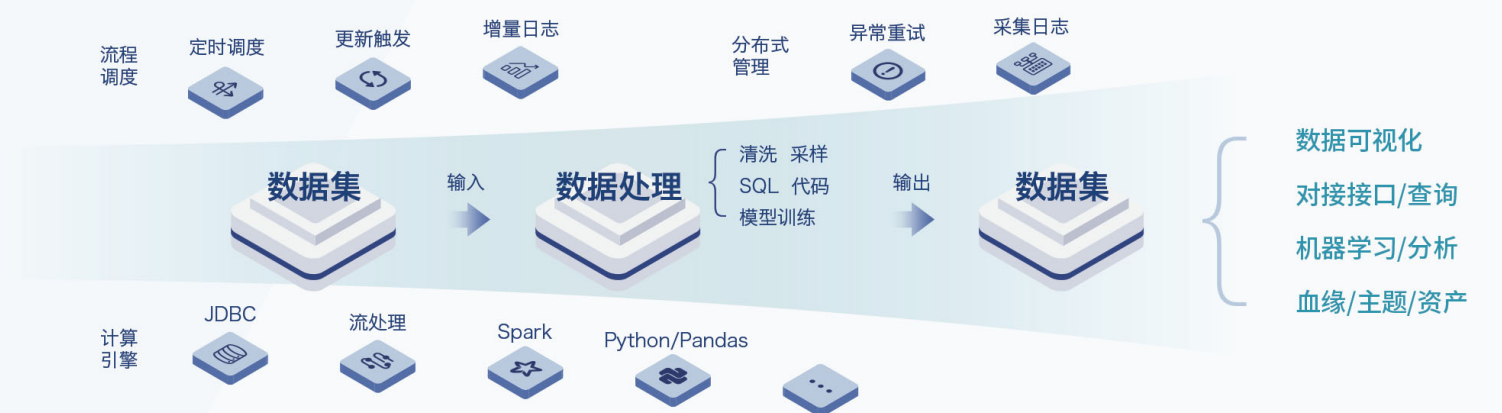 流程
调度
定时调度
更新触发
增量日志
分布式
管理
异常重试
采集日志
数据集
输入
数据处理
清洗 采样
SQL 代码
模型训练
输出
数据集
数据可视化
对接接口/查询
机器学习/分析
血缘/主题/资产
计算
引擎
JDBC
流处理
Spark
Python/Pandas